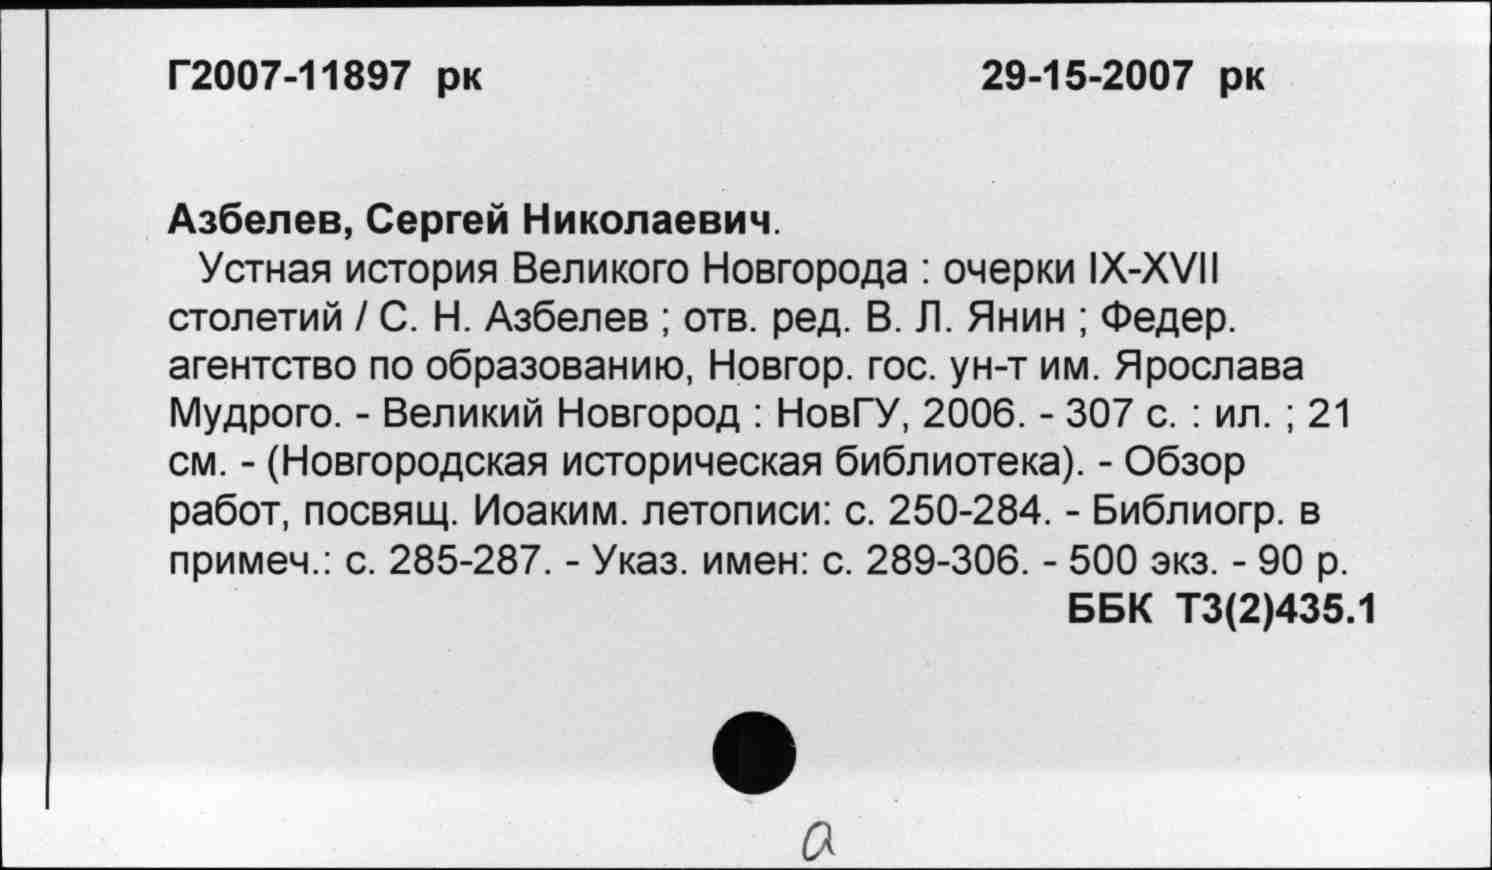 Г2007-11897 рк 29-15-2007 рк
Азбелев, Сергей Николаевич.
Устная история Великого Новгорода : очерки IX-XVII
столетий / С. Н. Азбелев ; отв. ред. В. Л. Янин ; Федер.
агентство по образованию, Новгор. гос. ун-т им. Ярослава
Мудрого. - Великий Новгород : НовГУ, 2006. - 307 с. : ил. ; 21
см. - (Новгородская историческая библиотека). - Обзор
работ, посвящ. Иоаким. летописи: с. 250-284. - Библиогр. в
примеч.: с. 285-287. - Указ. имен: с. 289-306. - 500 экз. - 90 р.
ББК Т3(2)435.1
а